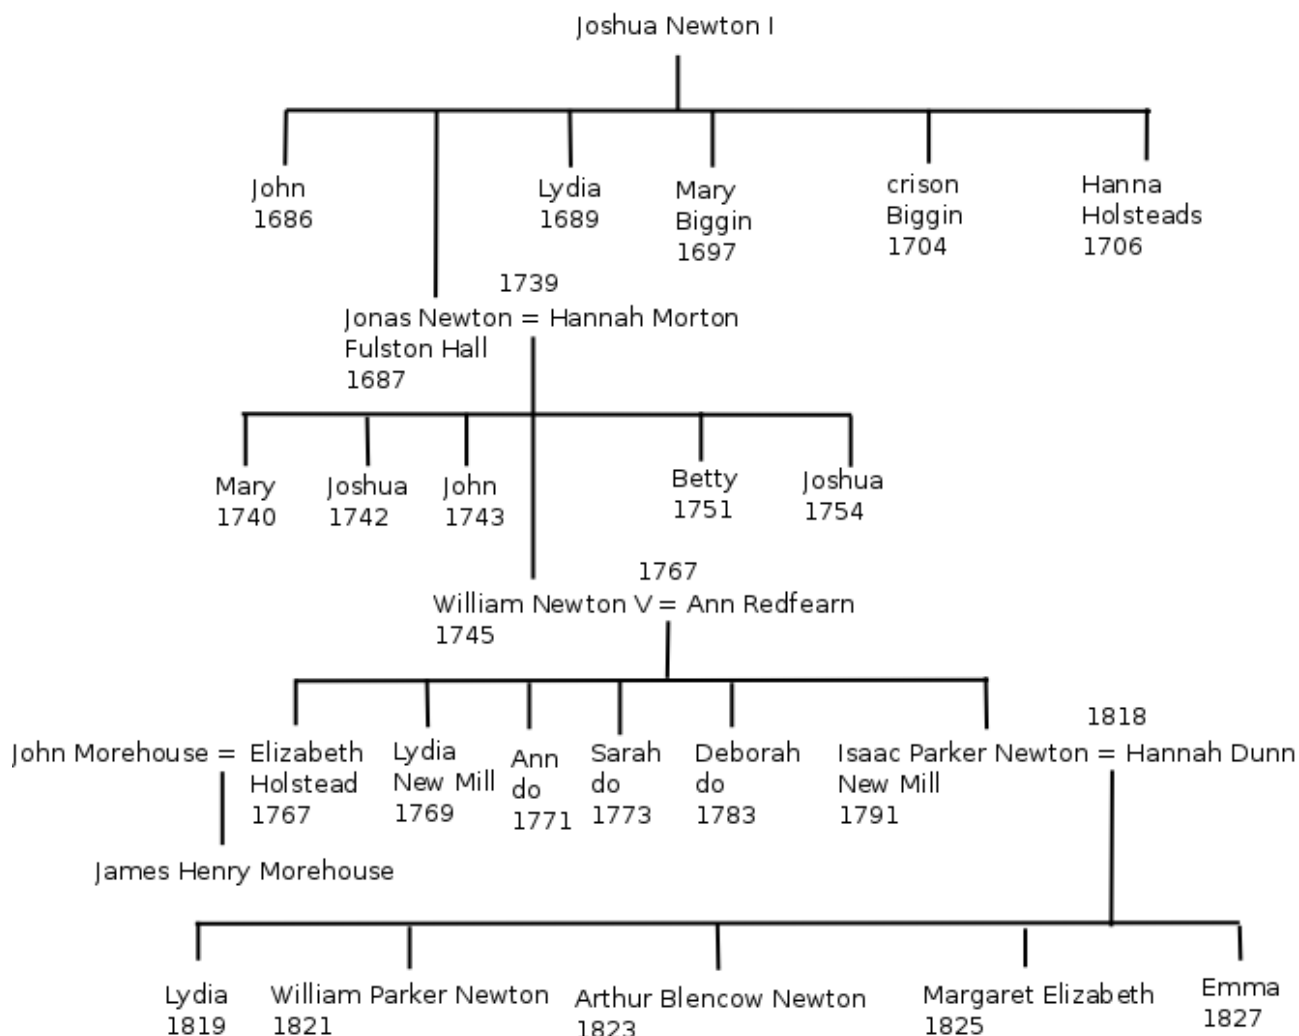 Joshua Newton I
John
1686
Lydia
1689
Mary
Biggin
1697
crison
Biggin
1704
Hanna
Holsteads
1706
1739
Jonas Newton = Hannah Morton
Fulston Hall
1687
Mary
1740
Joshua
1742
John
1743
Betty
1751
Joshua
1754
1767
William Newton V = Ann Redfearn
1745
1818
John Morehouse = Elizabeth
Holstead
1767
Lydia
New Mill
1769
Ann
do
1771
Sarah
do
1773
Deborah
do
1783
Isaac Parker Newton = Hannah Dunn
New Mill
1791
James Henry Morehouse
Lydia
1819
William Parker Newton
1821
Arthur Blencow Newton
1823
Margaret Elizabeth
1825
Emma
1827